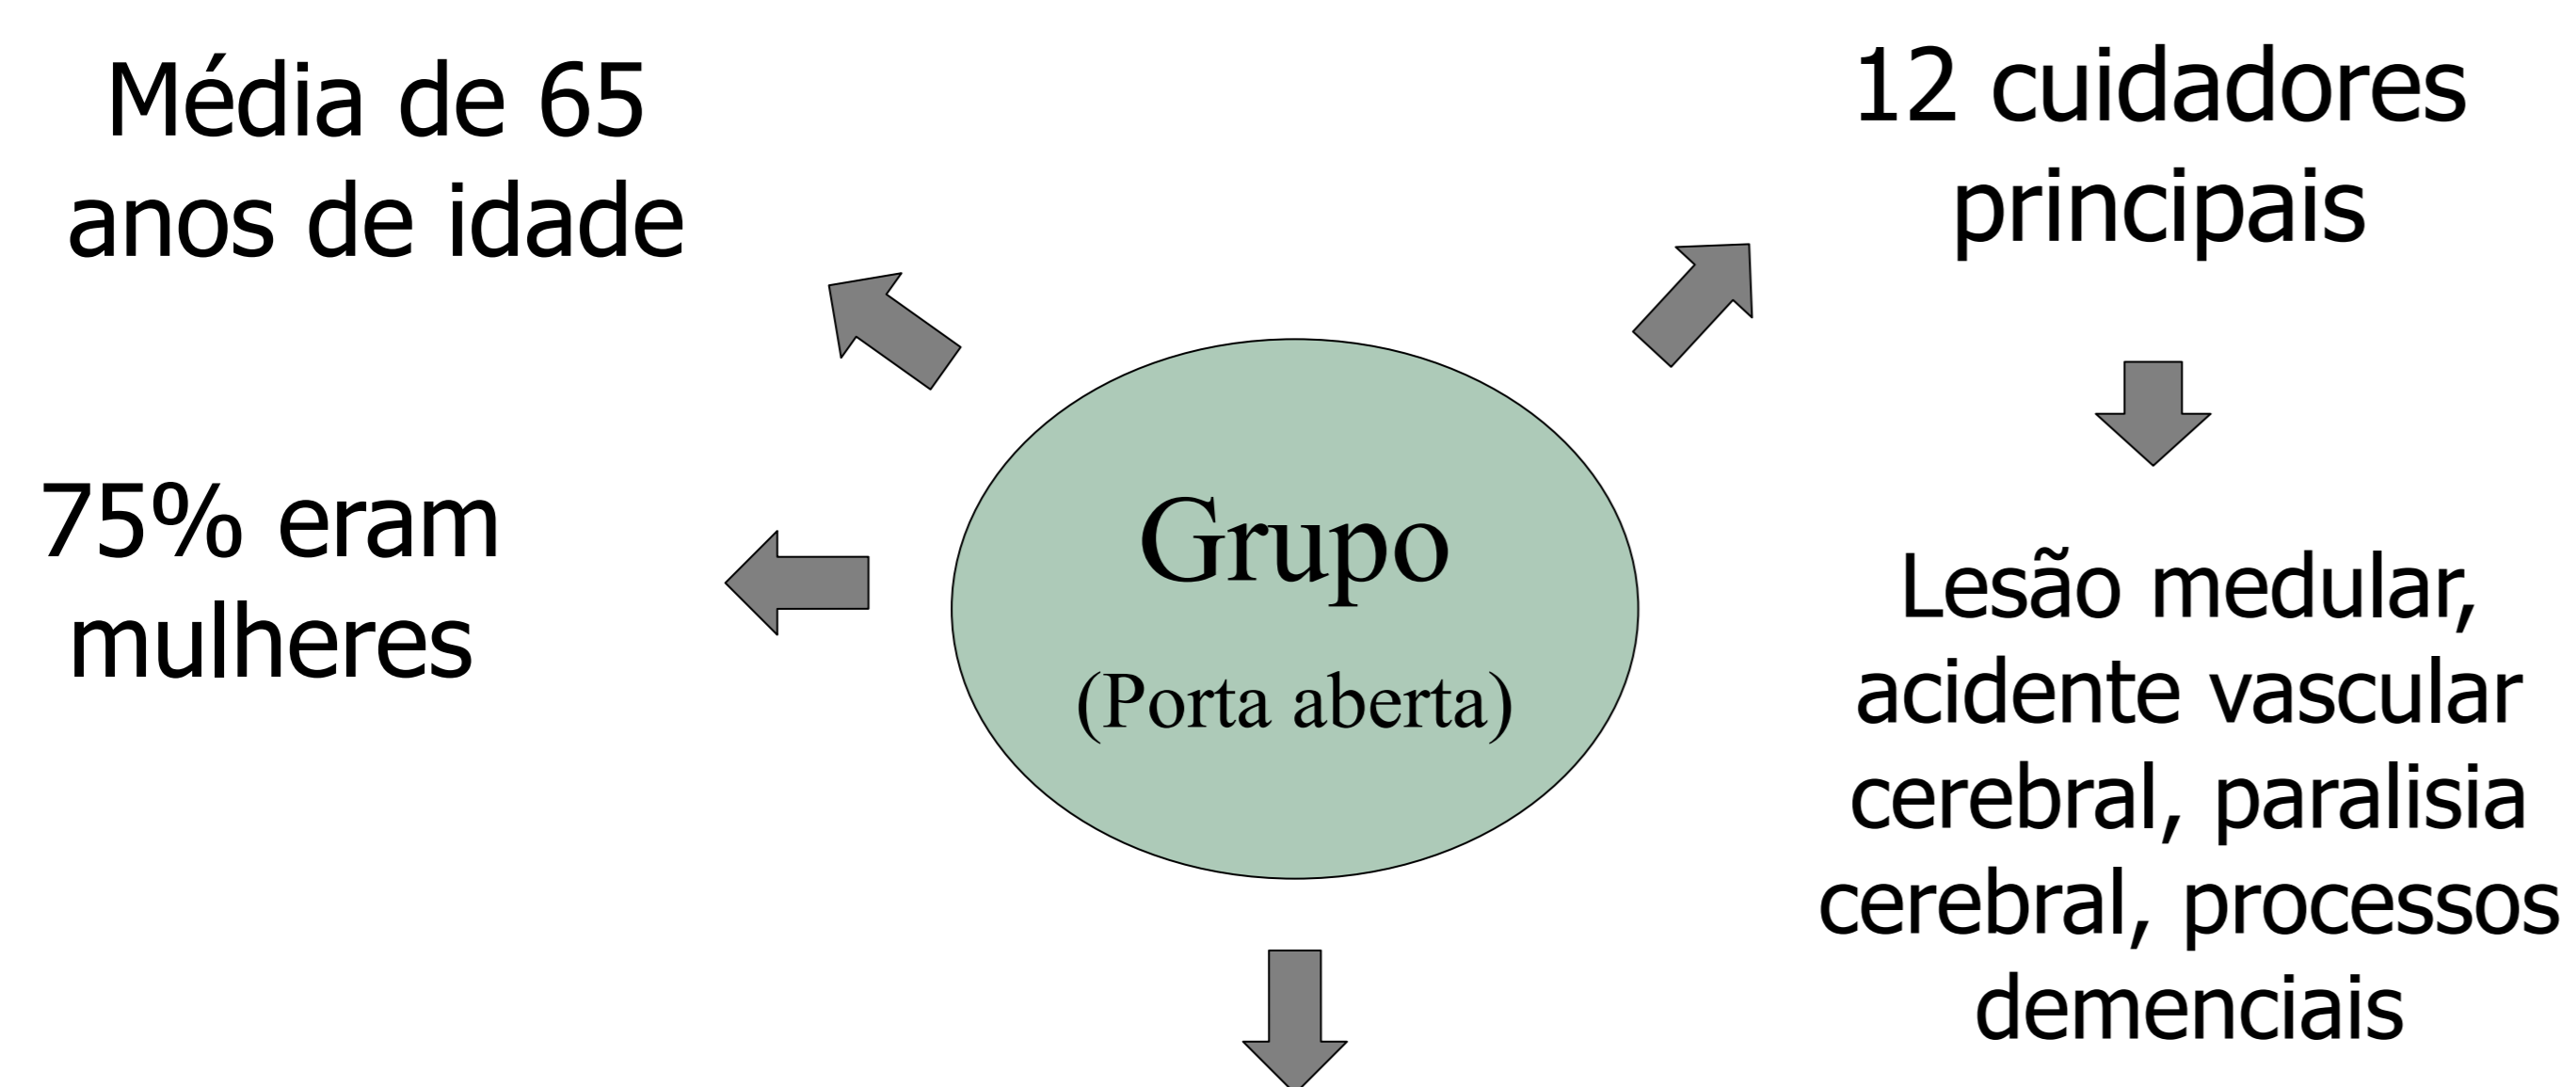 Média de 65
anos de idade
12 cuidadores
principais
75% eram
mulheres
Grupo
(Porta aberta)
Lesão medular,
acidente vascular
cerebral, paralisia
cerebral, processos
demenciais